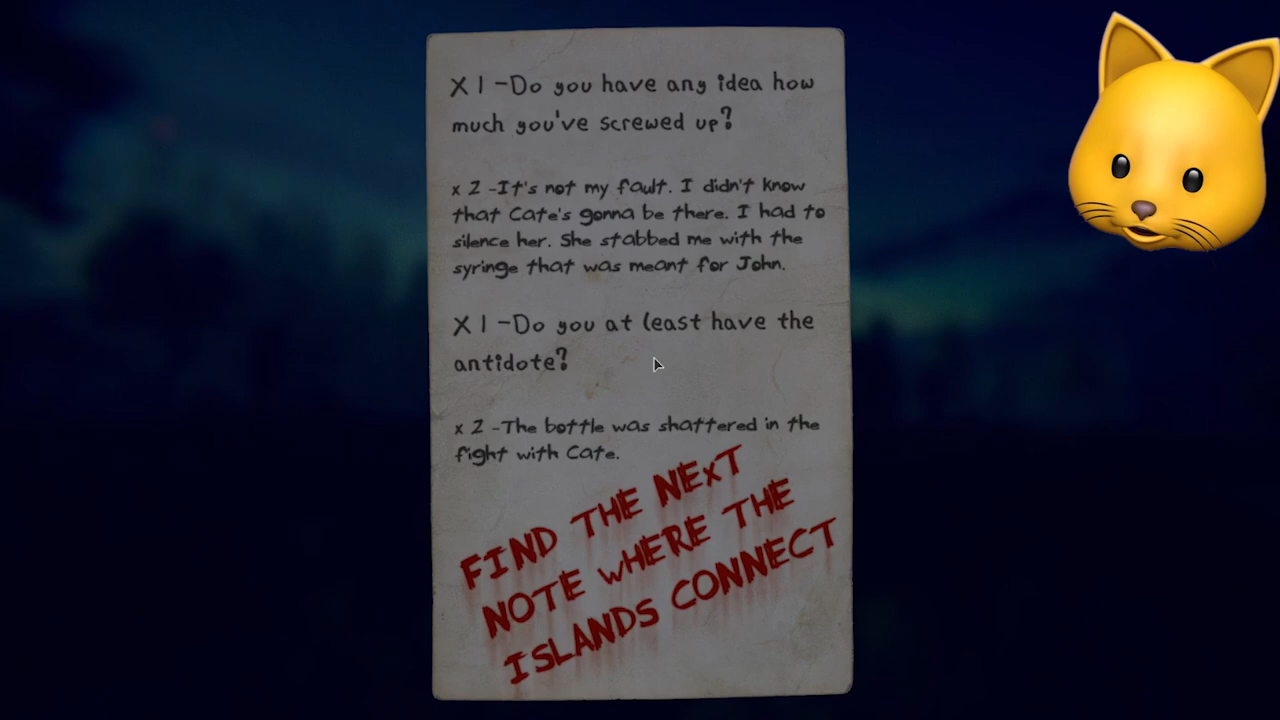 X 1 -Do you have any idea how
much you've screwed up?
x 2 -It's not my fault. I didn't know
that Cate's gonna be there. I had to
silence her. She stabbed me with the
syringe that was meant for John.
X 1 -Do you at least have the
antidote?
x 2 -The bottle was shattered in the
fight with Cate.
FIND THE NExT
NOTE wHERE THE
ISLANDS CONNECT